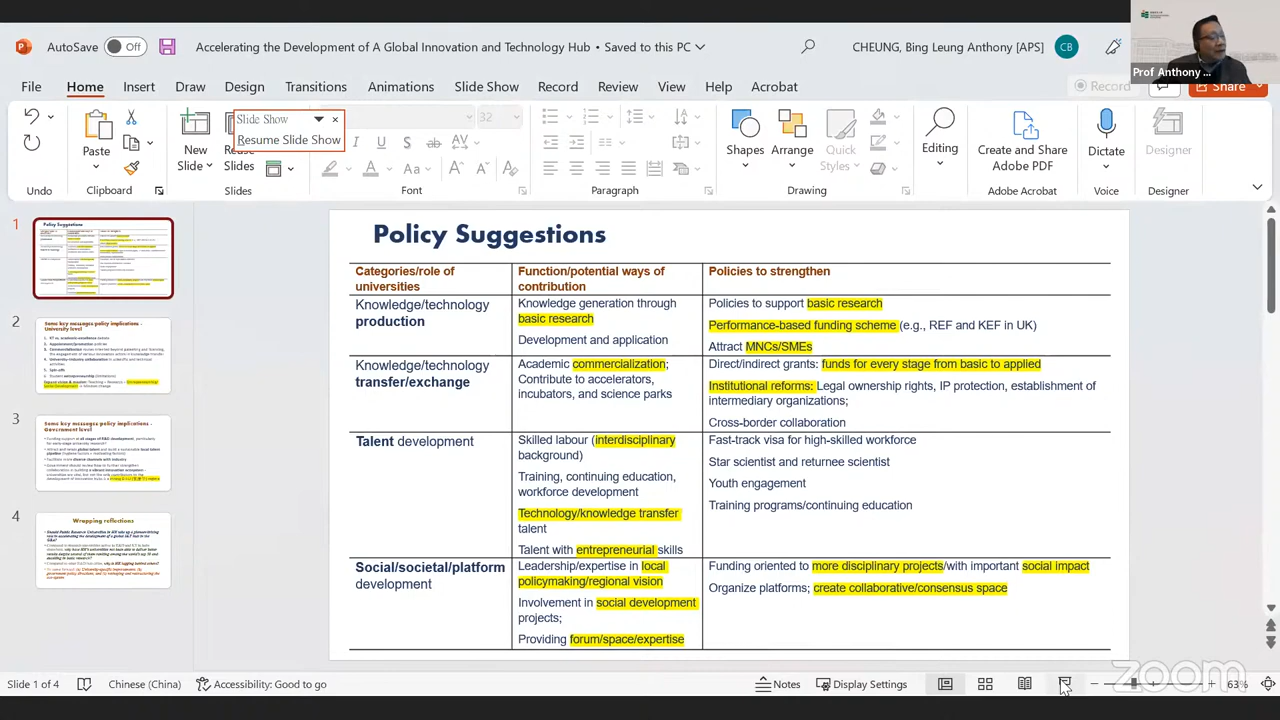 AutoSave Off
Accelerating the Development of A Global Innovation and Technology Hub • Saved to this PC
CHEUNG, Bing Leung Anthony [APS]
CB
Prof Anthony ...
File Home Insert Draw Design Transitions Animations Slide Show Record Review View Help Acrobat
Record
Share
Slide Show
Resume Slide Show
32
Paste
New Slide
Reuse Slides
Shapes
Arrange
Quick Styles
Editing
Create and Share Adobe PDF
Dictate
Designer
Undo
Clipboard
Slides
Font
Paragraph
Drawing
Adobe Acrobat
Voice
Designer
1
2
3
4
Policy Suggestions
Some key messages/policy implications -
University level
Some key messages/policy implications -
Government level
Wrapping reflections
Policy Suggestions
Categories/role of
universities
Function/potential ways of
contribution
Policies to strengthen
Knowledge/technology
production
Knowledge generation through
basic research
Development and application
Policies to support basic research
Performance-based funding scheme (e.g., REF and KEF in UK)
Attract MNCs/SMEs
Knowledge/technology
transfer/exchange
Academic commercialization;
Contribute to accelerators,
incubators, and science parks
Direct/indirect grants: funds for every stage from basic to applied
Institutional reform: Legal ownership rights, IP protection, establishment of
intermediary organizations;
Cross-border collaboration
Talent development
Skilled labour (interdisciplinary
background)
Training, continuing education,
workforce development
Technology/knowledge transfer
talent
Talent with entrepreneurial skills
Fast-track visa for high-skilled workforce
Star scientist and returnee scientist
Youth engagement
Training programs/continuing education
Social/societal/platform
development
Leadership/expertise in local
policymaking/regional vision
Involvement in social development
projects;
Providing forum/space/expertise
Funding related to more disciplinary projects/with important social impact
Organize platforms; create collaborative/consensus space
Slide 1 of 4
Chinese (China)
Accessibility: Good to go
Notes
Display Settings
63%
zoom